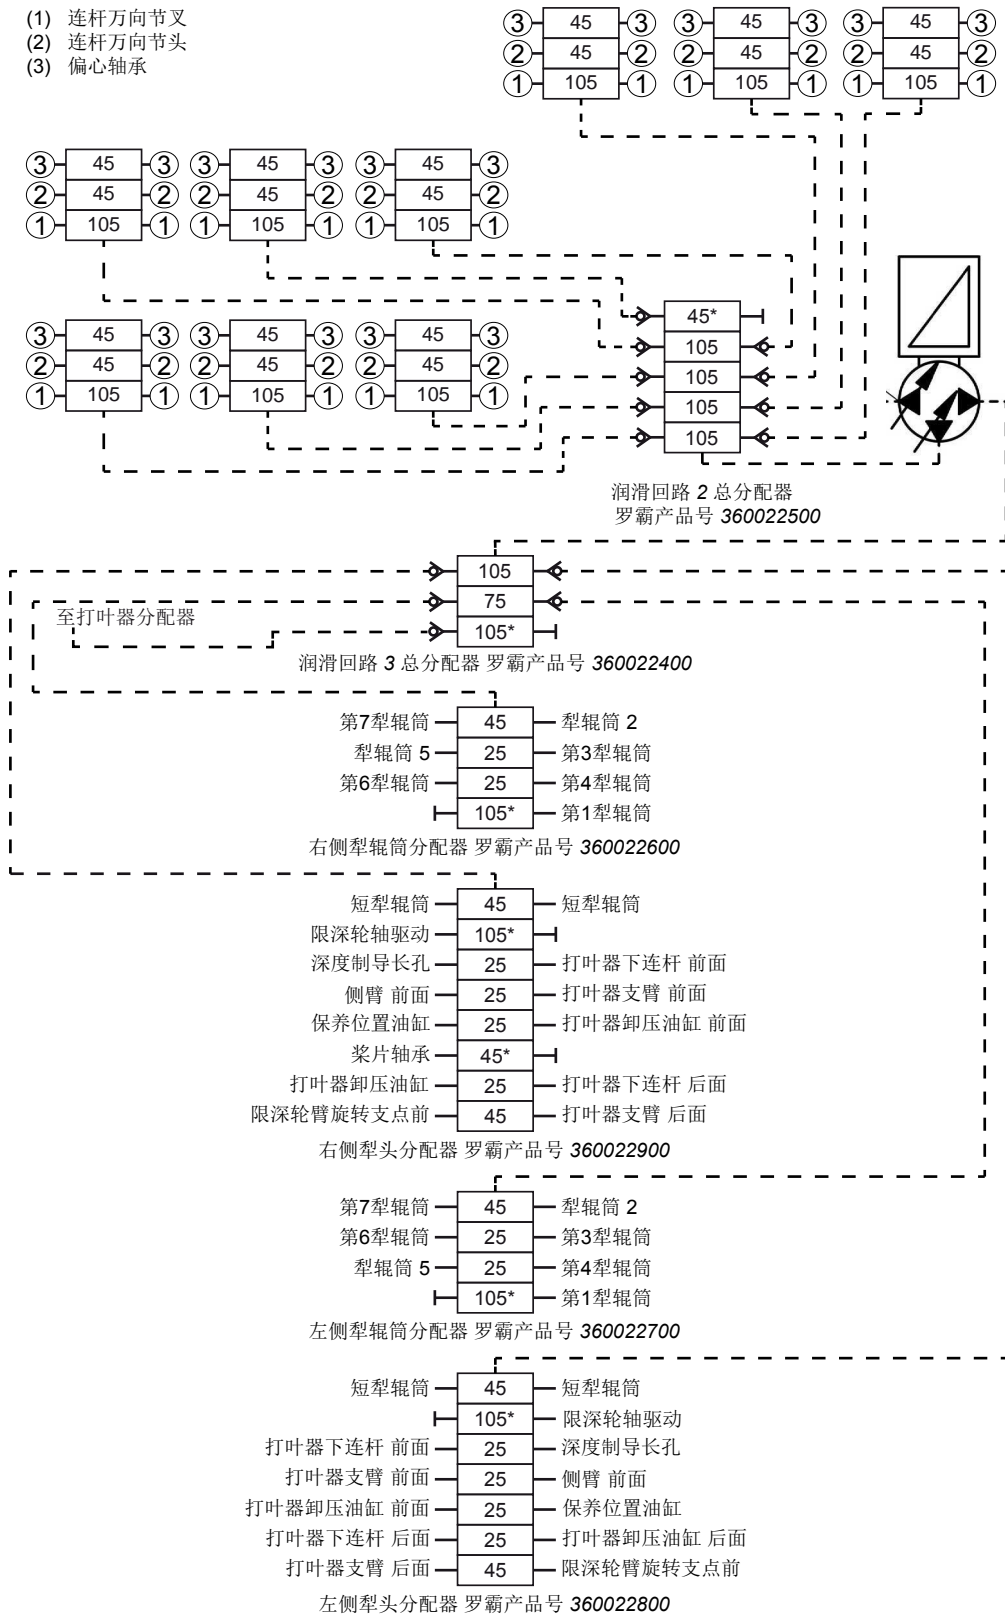 (1) 连杆万向节叉
(2) 连杆万向节头
(3) 偏心轴承
3 45 3 3 45 3 3 45 3
2 45 2 2 45 2 2 45 2
1 105 1 1 105 1 1 105 1
3 45 3 3 45 3 3 45 3
2 45 2 2 45 2 2 45 2
1 105 1 1 105 1 1 105 1
3 45 3 3 45 3 3 45 3
2 45 2 2 45 2 2 45 2
1 105 1 1 105 1 1 105 1
45*
105
105
105
105
润滑回路 2 总分配器
罗霸产品号 360022500
105
75
至打叶器分配器
105*
润滑回路 3 总分配器 罗霸产品号 360022400
第7犁辊筒 45 犁辊筒 2
犁辊筒 5 25 第3犁辊筒
第6犁辊筒 25 第4犁辊筒
105* 第1犁辊筒
右侧犁辊筒分配器 罗霸产品号 360022600
短犁辊筒 45 短犁辊筒
限深轮轴驱动 105*
深度制导长孔 25 打叶器下连杆 前面
侧臂 前面 25 打叶器支臂 前面
保养位置油缸 25 打叶器卸压油缸 前面
桨片轴承 45*
打叶器卸压油缸 25 打叶器下连杆 后面
限深轮臂旋转支点前 45 打叶器支臂 后面
右侧犁头分配器 罗霸产品号 360022900
第7犁辊筒 45 犁辊筒 2
第6犁辊筒 25 第3犁辊筒
犁辊筒 5 25 第4犁辊筒
105* 第1犁辊筒
左侧犁辊筒分配器 罗霸产品号 360022700
短犁辊筒 45 短犁辊筒
105* 限深轮轴驱动
打叶器下连杆 前面 25 深度制导长孔
打叶器支臂 前面 25 侧臂 前面
打叶器卸压油缸 前面 25 保养位置油缸
打叶器下连杆 后面 25 打叶器卸压油缸 后面
打叶器支臂 后面 45 限深轮臂旋转支点前
左侧犁头分配器 罗霸产品号 360022800